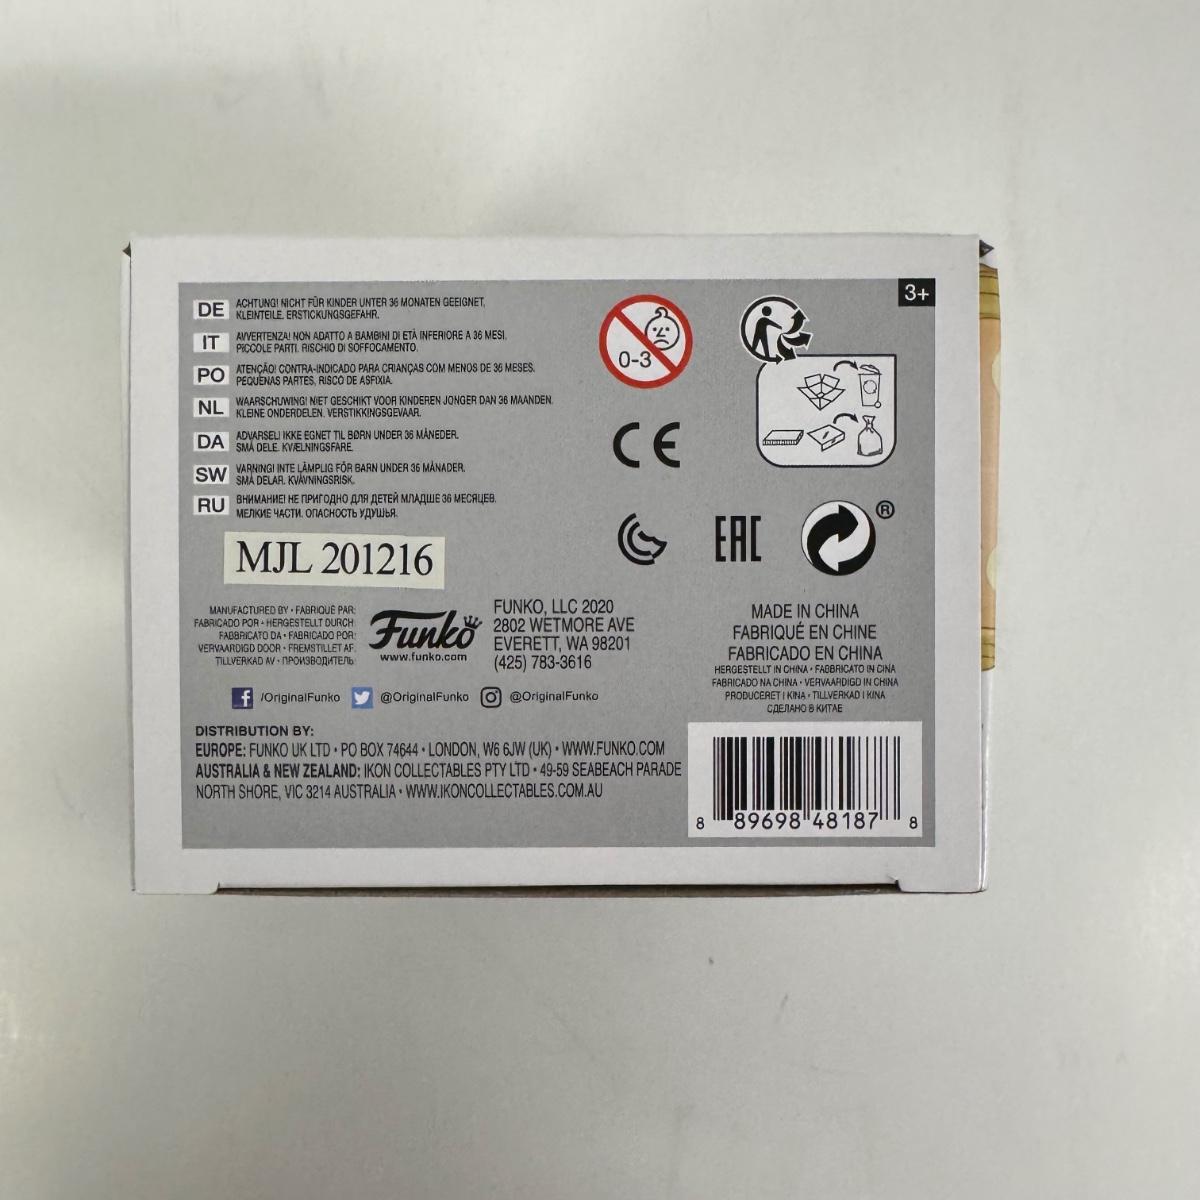 3+
DE ACHTUNG! NICHT FÜR KINDER UNTER 36 MONATEN GEEIGNET,
KLEINTEILE. ERSTICKUNGSGEFAHR.
IT AVVERTENZA! NON ADATTO A BAMBINI DI ETÀ INFERIORE A 36 MESI,
PICCOLE PARTI. RISCHIO DI SOFFOCAMENTO.
PO ATENÇÃO! CONTRA-INDICADO PARA CRIANÇAS COM MENOS DE 36 MESES.
PEQUENAS PARTES, RISCO DE ASFIXIA.
NL WAARSCHUWING! NIET GESCHIKT VOOR KINDEREN JONGER DAN 36 MAANDEN.
KLEINE ONDERDELEN. VERSTIKKINGSGEVAAR.
DA ADVARSEL! IKKE EGNET TIL BØRN UNDER 36 MÅNEDER.
SMÅ DELE. KVÆLNINGSFARE.
SW VARNING! INTE LÄMPLIG FÖR BARN UNDER 36 MÅNADER.
SMÅ DELAR. KVÄVNINGSRISK.
RU ВНИМАНИЕ! НЕ ПРИГОДНО ДЛЯ ДЕТЕЙ МЛАДШЕ 36 МЕСЯЦЕВ.
МЕЛКИЕ ЧАСТИ. ОПАСНОСТЬ УДУШЬЯ.
0-3
CE
EAC
®
MJL 201216
MANUFACTURED BY • FABRIQUÉ PAR:
FABRICADO POR • HERGESTELLT DURCH:
FABBRICATO DA • FABRICADO POR:
VERVAARDIGD DOOR • FREMSTILLET AF:
TILLVERKAD AV • ПРОИЗВОДИТЕЛЬ:
Funko
www.funko.com
FUNKO, LLC 2020
2802 WETMORE AVE
EVERETT, WA 98201
(425) 783-3616
MADE IN CHINA
FABRIQUÉ EN CHINE
FABRICADO EN CHINA
HERGESTELLT IN CHINA • FABBRICATO IN CINA
FABRICADO NA CHINA • VERVAARDIGD IN CHINA
PRODUCERET I KINA • TILLVERKAD I KINA
СДЕЛАНО В КИТАЕ
/OriginalFunko @OriginalFunko @OriginalFunko
DISTRIBUTION BY:
EUROPE: FUNKO UK LTD • PO BOX 74644 • LONDON, W6 6JW (UK) • WWW.FUNKO.COM
AUSTRALIA & NEW ZEALAND: IKON COLLECTABLES PTY LTD • 49-59 SEABEACH PARADE
NORTH SHORE, VIC 3214 AUSTRALIA • WWW.IKONCOLLECTABLES.COM.AU
8 89698 48187 8